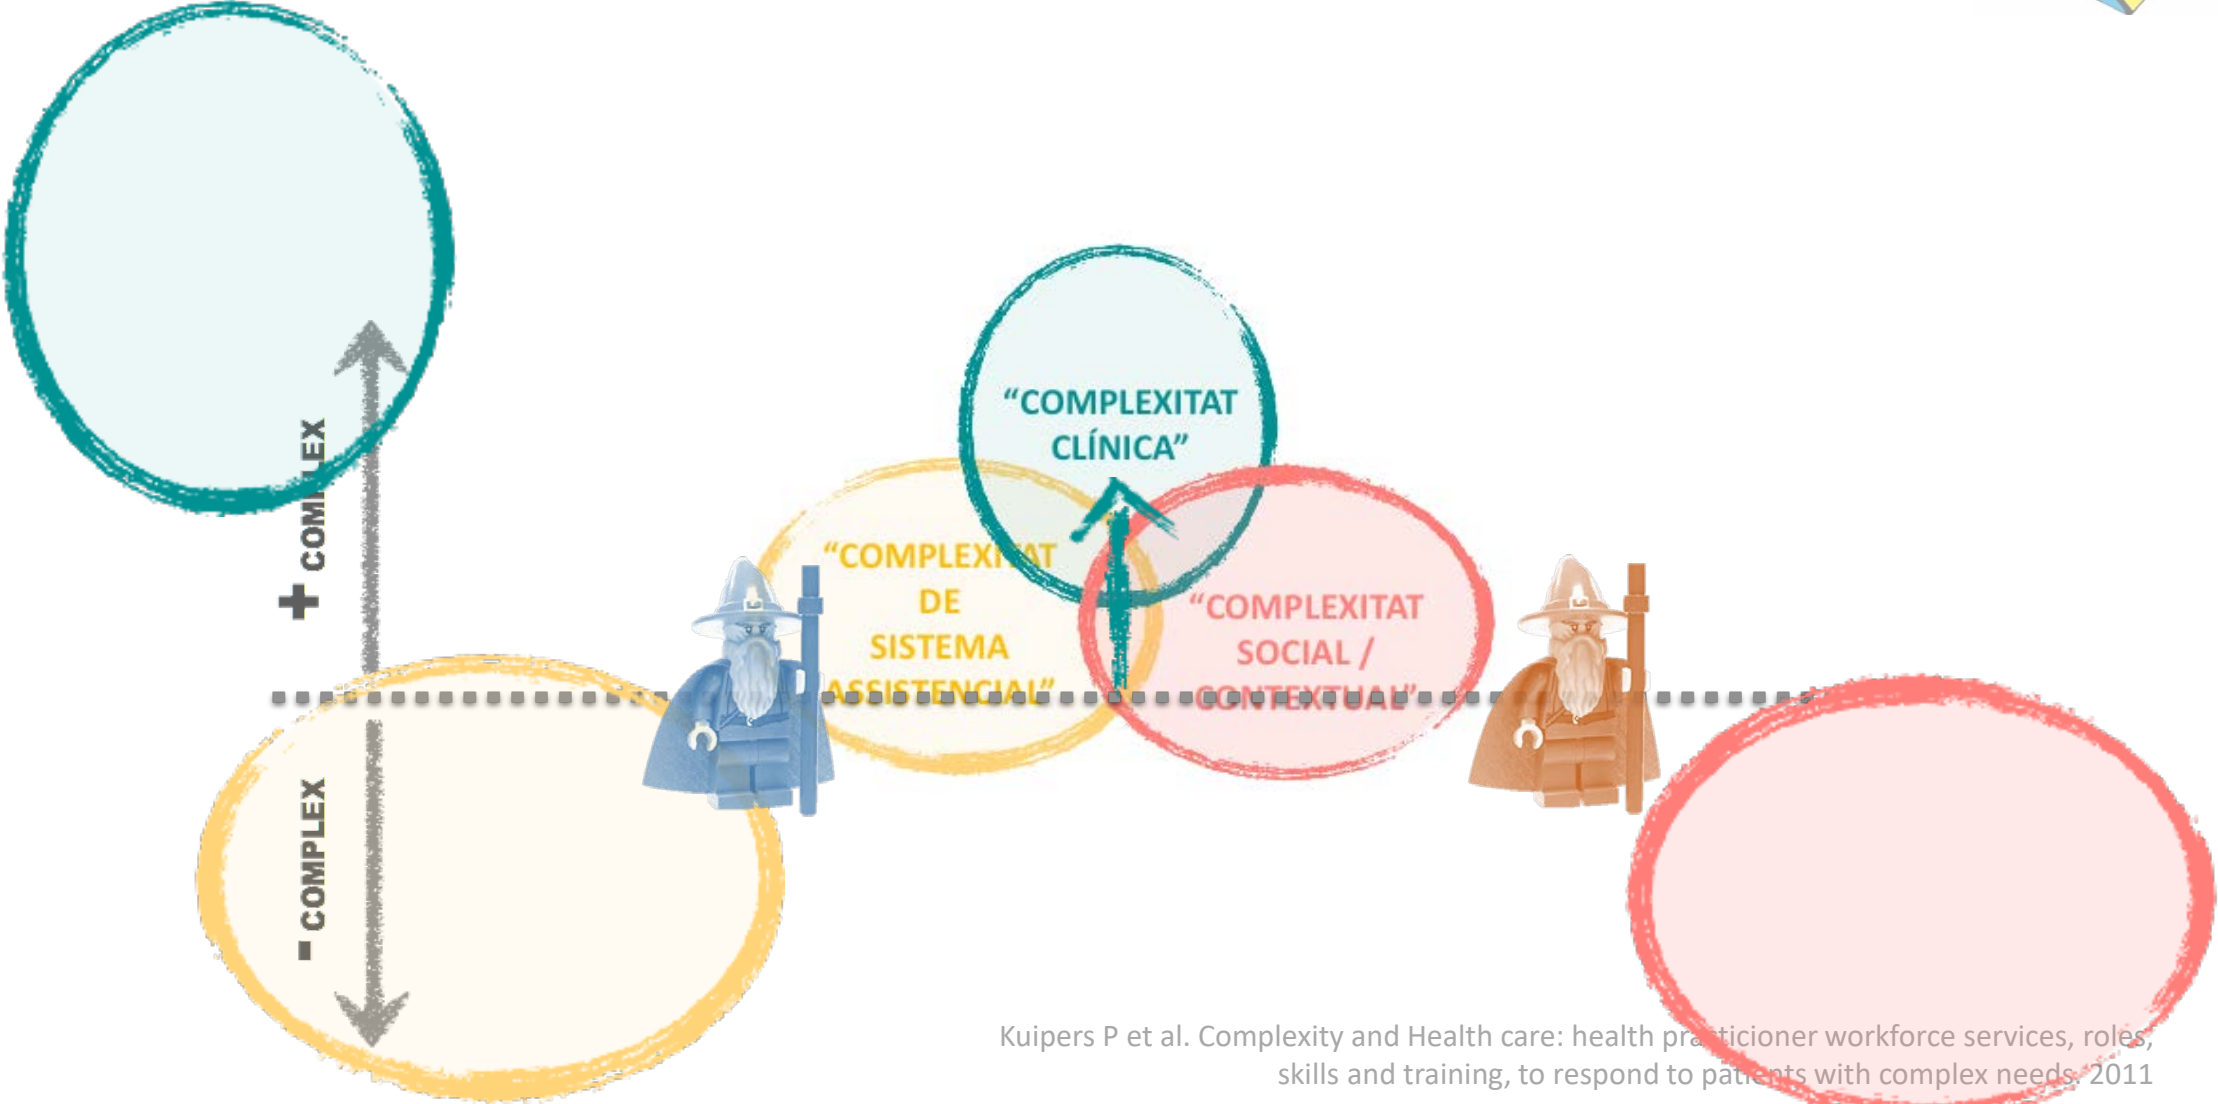 “COMPLEXITAT
CLÍNICA”
“COMPLEXITAT
DE
SISTEMA
ASSISTENCIAL”
“COMPLEXITAT
SOCIAL /
CONTEXTUAL”
+ COMPLEX
- COMPLEX
Kuipers P et al. Complexity and Health care: health practicioner workforce services, roles,
skills and training, to respond to patients with complex needs. 2011